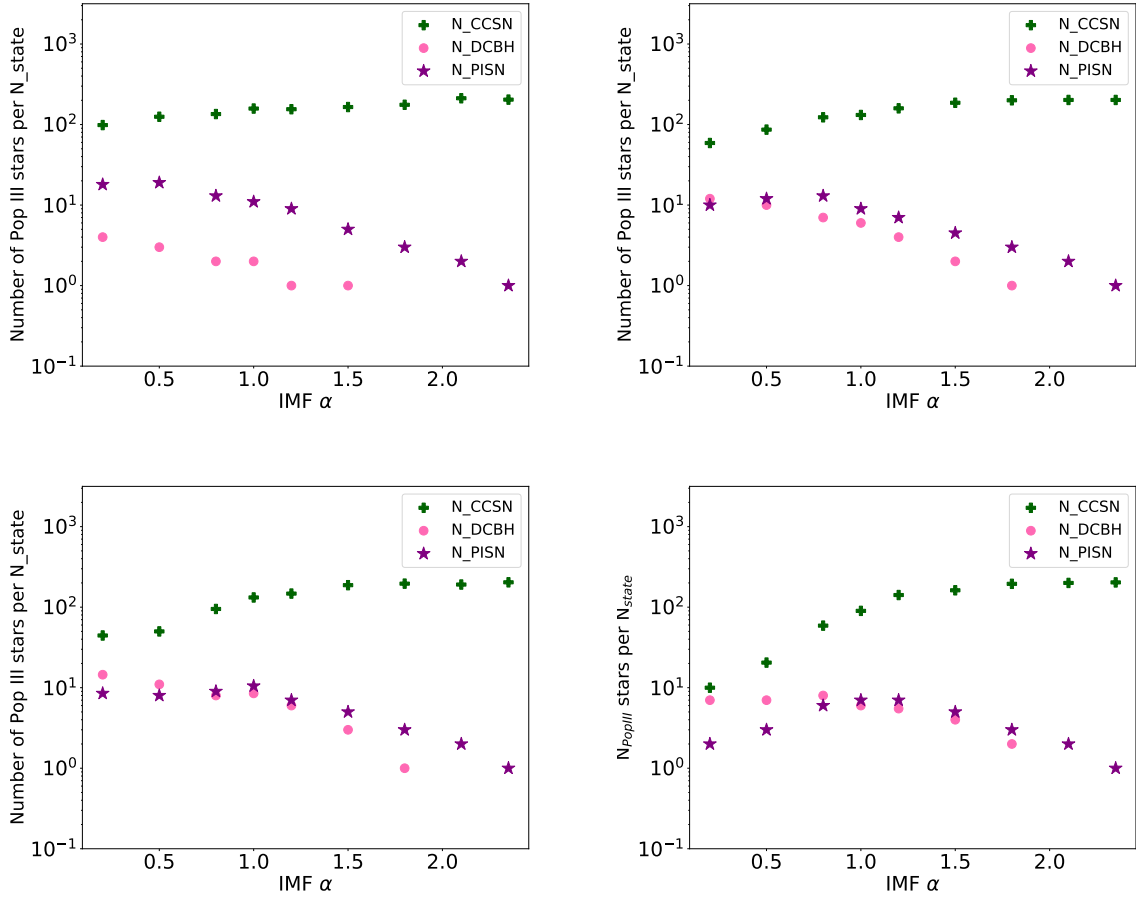 Number of Pop III stars per N_state
10³
10²
10¹
10⁰
10⁻¹
N_CCSN
N_DCBH
N_PISN
0.5 1.0 1.5 2.0
IMF α
Number of Pop III stars per N_state
10³
10²
10¹
10⁰
10⁻¹
N_CCSN
N_DCBH
N_PISN
0.5 1.0 1.5 2.0
IMF α
Number of Pop III stars per N_state
10³
10²
10¹
10⁰
10⁻¹
N_CCSN
N_DCBH
N_PISN
0.5 1.0 1.5 2.0
IMF α
N_PopIII stars per N_state
10³
10²
10¹
10⁰
10⁻¹
N_CCSN
N_DCBH
N_PISN
0.5 1.0 1.5 2.0
IMF α